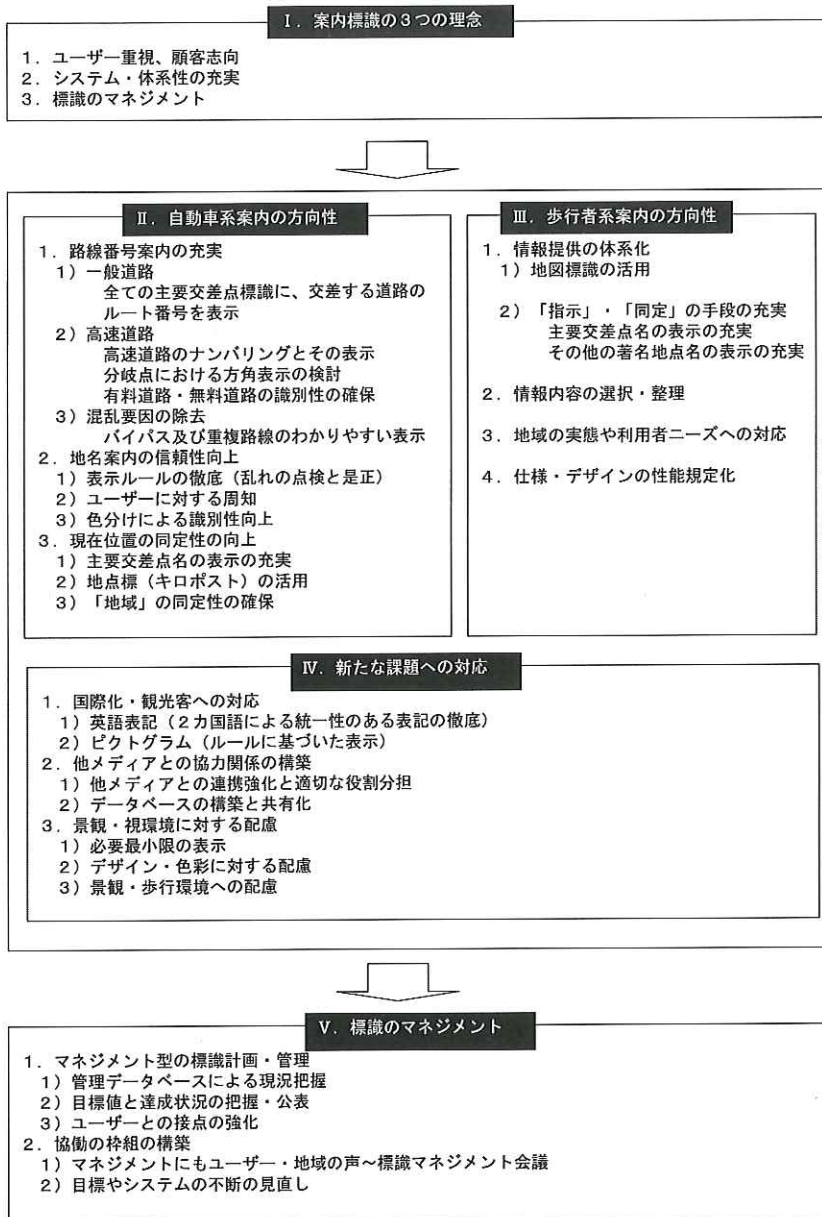 Ⅰ．案内標識の３つの理念
１．ユーザー重視、顧客志向
２．システム・体系性の充実
３．標識のマネジメント
Ⅱ．自動車系案内の方向性
１．路線番号案内の充実
１）一般道路
全ての主要交差点標識に、交差する道路の
ルート番号を表示
２）高速道路
高速道路のナンバリングとその表示
分岐点における方角表示の検討
有料道路・無料道路の識別性の確保
３）混乱要因の除去
バイパス及び重複路線のわかりやすい表示
２．地名案内の信頼性向上
１）表示ルールの徹底（乱れの点検と是正）
２）ユーザーに対する周知
３）色分けによる識別性向上
３．現在位置の同定性の向上
１）主要交差点名の表示の充実
２）地点標（キロポスト）の活用
３）「地域」の同定性の確保
Ⅲ．歩行者系案内の方向性
１．情報提供の体系化
１）地図標識の活用
２）「指示」・「同定」の手段の充実
主要交差点名の表示の充実
その他の著名地点名の表示の充実
２．情報内容の選択・整理
３．地域の実態や利用者ニーズへの対応
４．仕様・デザインの性能規定化
Ⅳ．新たな課題への対応
１．国際化・観光客への対応
１）英語表記（２カ国語による統一性のある表記の徹底）
２）ピクトグラム（ルールに基づいた表示）
２．他メディアとの協力関係の構築
１）他メディアとの連携強化と適切な役割分担
２）データベースの構築と共有化
３．景観・視環境に対する配慮
１）必要最小限の表示
２）デザイン・色彩に対する配慮
３）景観・歩行環境への配慮
Ⅴ．標識のマネジメント
１．マネジメント型の標識計画・管理
１）管理データベースによる現況把握
２）目標値と達成状況の把握・公表
３）ユーザーとの接点の強化
２．協働の枠組の構築
１）マネジメントにもユーザー・地域の声～標識マネジメント会議
２）目標やシステムの不断の見直し